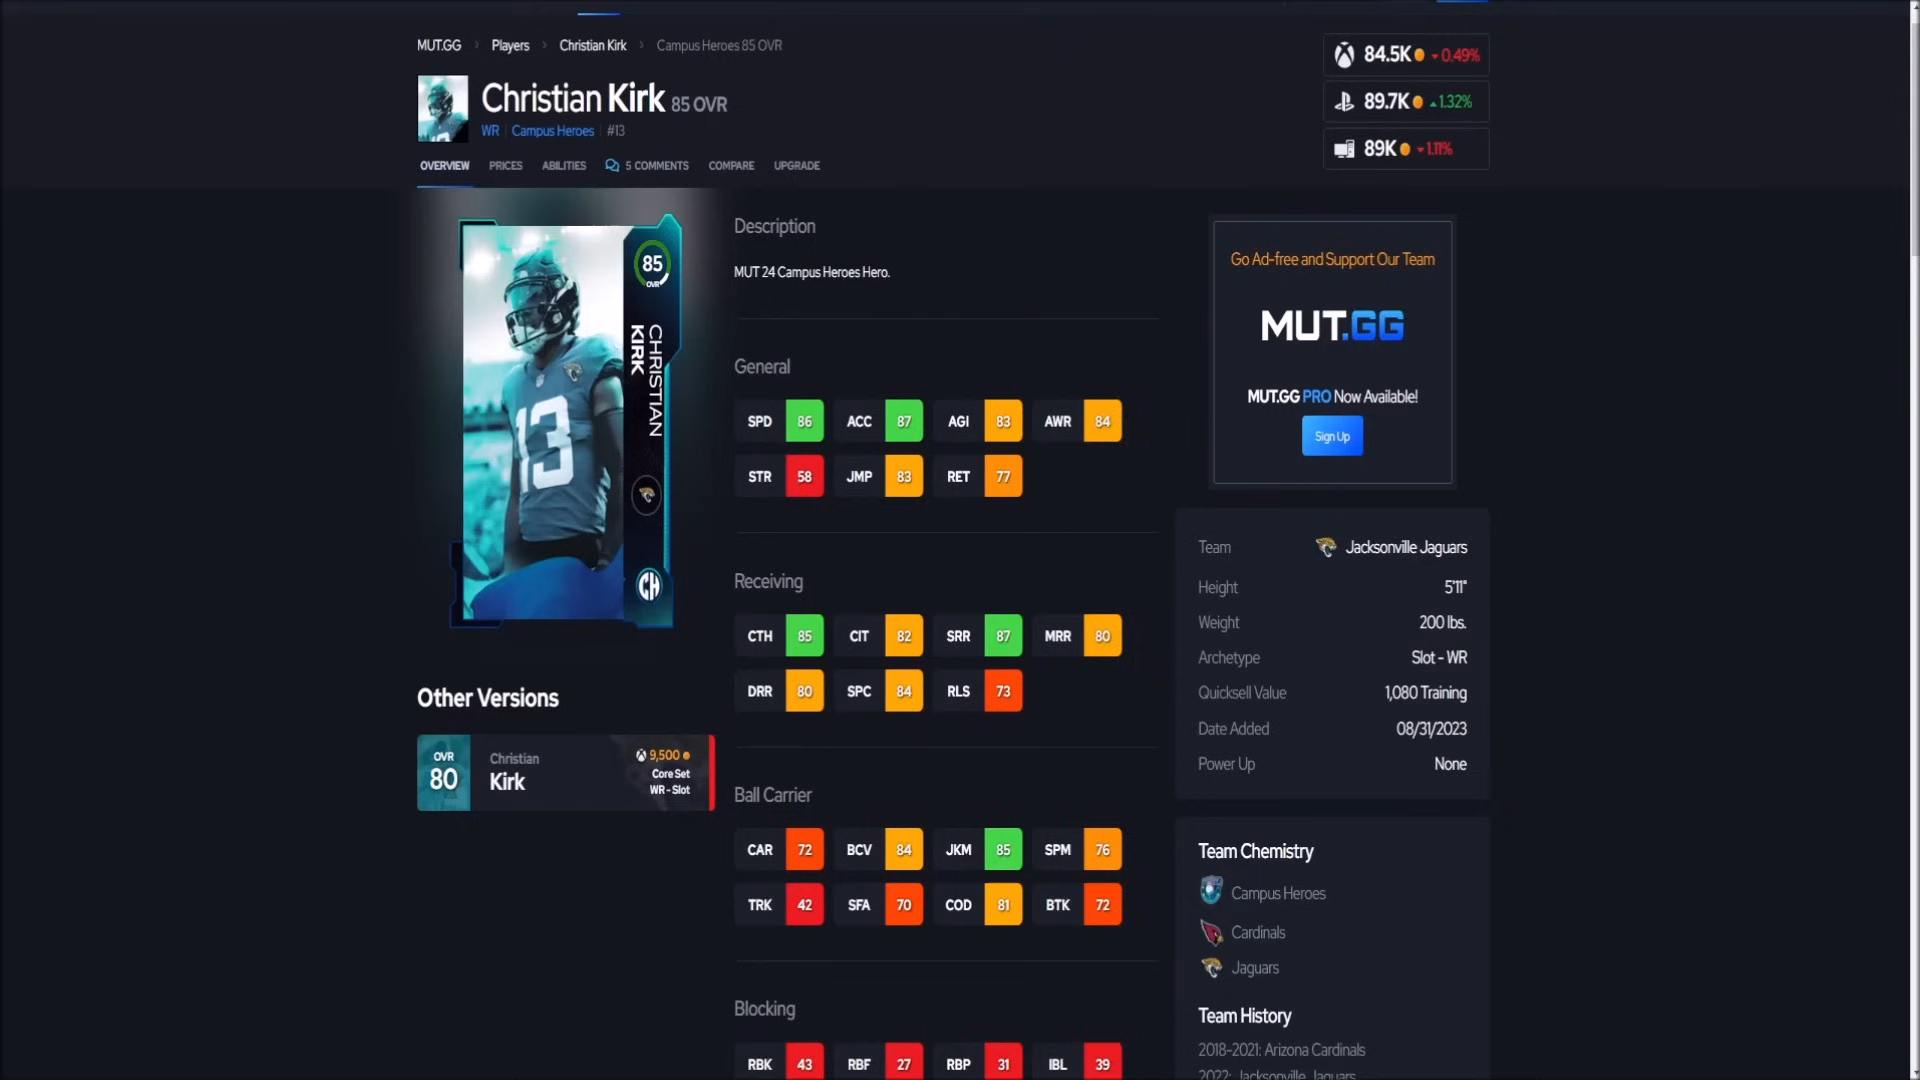 MUT.GG › Players › Christian Kirk › Campus Heroes 85 OVR
Christian Kirk 85 OVR
WR | Campus Heroes | #13
OVERVIEW PRICES ABILITIES 5 COMMENTS COMPARE UPGRADE
84.5K -0.49%
89.7K 1.32%
89K -1.11%
85
OVR
CHRISTIAN
KIRK
13
CH
Other Versions
OVR
80
Christian
Kirk
9,500
Core Set
WR - Slot
Description
MUT 24 Campus Heroes Hero.
General
SPD 86 ACC 87 AGI 83 AWR 84
STR 58 JMP 83 RET 77
Receiving
CTH 85 CIT 82 SRR 87 MRR 80
DRR 80 SPC 84 RLS 73
Ball Carrier
CAR 72 BCV 84 JKM 85 SPM 76
TRK 42 SFA 70 COD 81 BTK 72
Blocking
RBK 43 RBF 27 RBP 31 IBL 39
Go Ad-free and Support Our Team
MUT.GG
MUT.GG PRO Now Available!
Sign Up
Team Jacksonville Jaguars
Height 5'11"
Weight 200 lbs.
Archetype Slot - WR
Quicksell Value 1,080 Training
Date Added 08/31/2023
Power Up None
Team Chemistry
Campus Heroes
Cardinals
Jaguars
Team History
2018-2021: Arizona Cardinals
2022: Jacksonville Jaguars